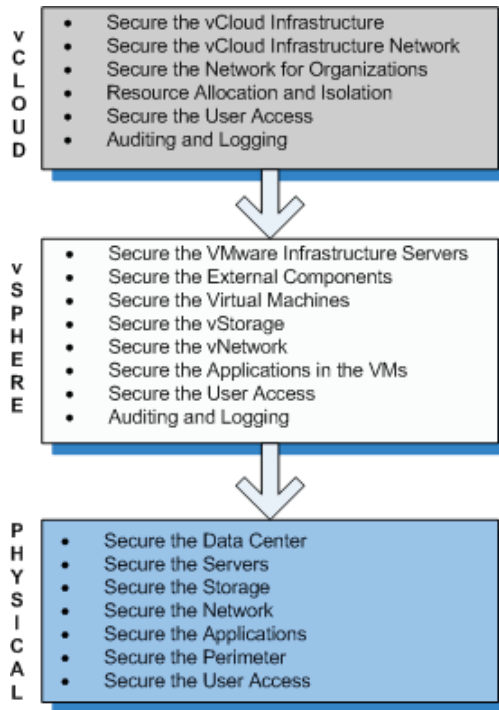 vCLOUD
• Secure the vCloud Infrastructure
• Secure the vCloud Infrastructure Network
• Secure the Network for Organizations
• Resource Allocation and Isolation
• Secure the User Access
• Auditing and Logging
vSPHERE
• Secure the VMware Infrastructure Servers
• Secure the External Components
• Secure the Virtual Machines
• Secure the vStorage
• Secure the vNetwork
• Secure the Applications in the VMs
• Secure the User Access
• Auditing and Logging
PHYSICAL
• Secure the Data Center
• Secure the Servers
• Secure the Storage
• Secure the Network
• Secure the Applications
• Secure the Perimeter
• Secure the User Access